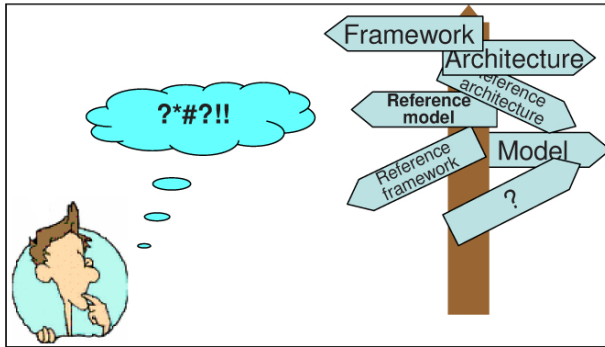 Framework
Architecture
Reference
architecture
?*#?!!
Reference
model
Model
Reference
framework
?